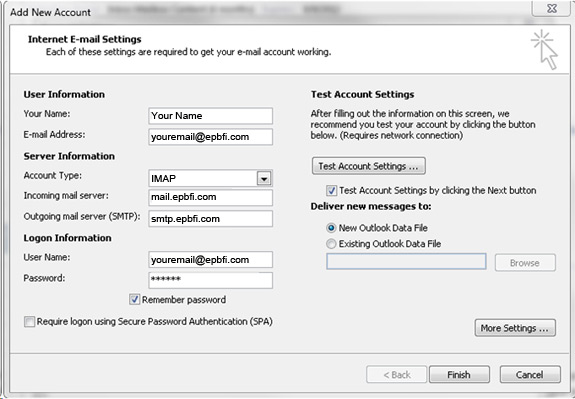 Add New Account
Internet E-mail Settings
Each of these settings are required to get your e-mail account working.
User Information
Your Name:
Your Name
E-mail Address:
youremail@epbfi.com
Server Information
Account Type:
IMAP
Incoming mail server:
mail.epbfi.com
Outgoing mail server (SMTP):
smtp.epbfi.com
Logon Information
User Name:
youremail@epbfi.com
Password:
******
Remember password
Require logon using Secure Password Authentication (SPA)
Test Account Settings
After filling out the information on this screen, we
recommend you test your account by clicking the button
below. (Requires network connection)
Test Account Settings ...
Test Account Settings by clicking the Next button
Deliver new messages to:
New Outlook Data File
Existing Outlook Data File
Browse
More Settings ...
< Back
Finish
Cancel